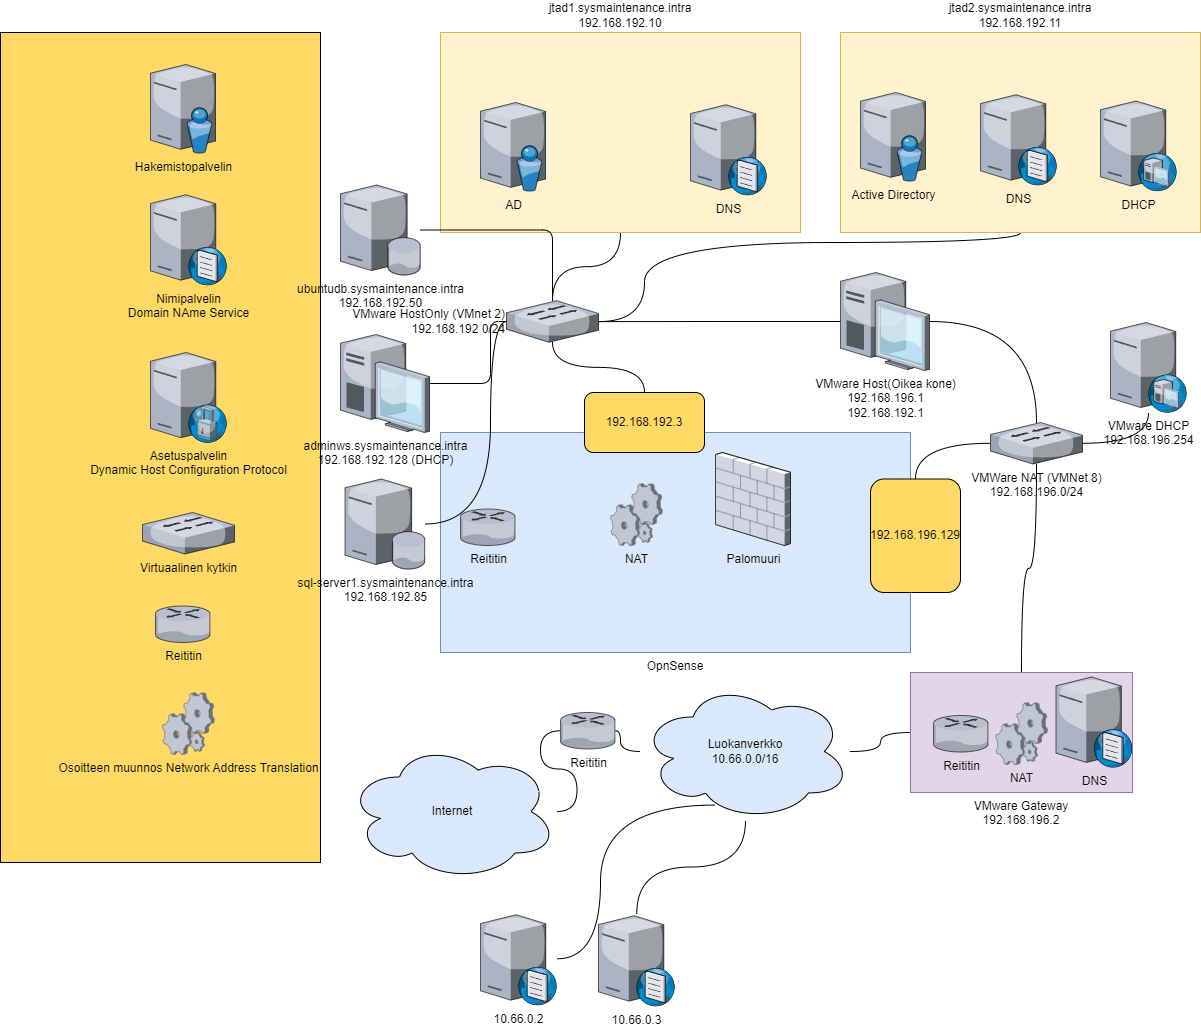 jtad1.sysmaintenance.intra
192.168.192.10
jtad2.sysmaintenance.intra
192.168.192.11
Hakemistopalvelin
Nimipalvelin
Domain NAme Service
Asetuspalvelin
Dynamic Host Configuration Protocol
Virtuaalinen kytkin
Reititin
Osoitteen muunnos Network Address Translation
AD
DNS
Active Directory
DNS
DHCP
ubuntudb.sysmaintenance.intra
192.168.192.50
VMware HostOnly (VMnet 2)
192.168.192 0/24
adminws.sysmaintenance.intra
192.168.192.128 (DHCP)
sql-server1.sysmaintenance.intra
192.168.192.85
VMware Host(Oikea kone)
192.168.196.1
192.168.192.1
VMware DHCP
192.168.196.254
VMWare NAT (VMNet 8)
192.168.196.0/24
192.168.192.3
192.168.196.129
Reititin
NAT
Palomuuri
OpnSense
Reititin
NAT
DNS
VMware Gateway
192.168.196.2
Luokanverkko
10.66.0.0/16
Reititin
Internet
10.66.0.2
10.66.0.3